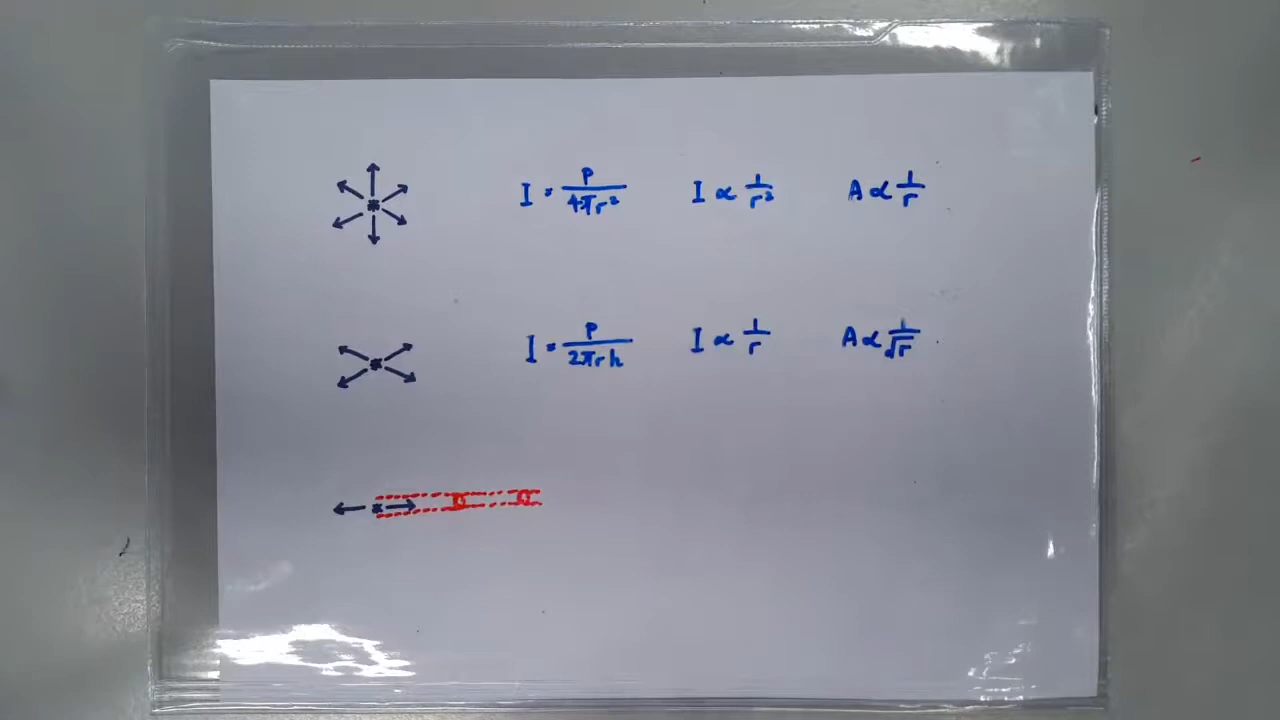 I = P/4πr² I ∝ 1/r² A ∝ 1/r
I = P/2πrh I ∝ 1/r A ∝ 1/√r